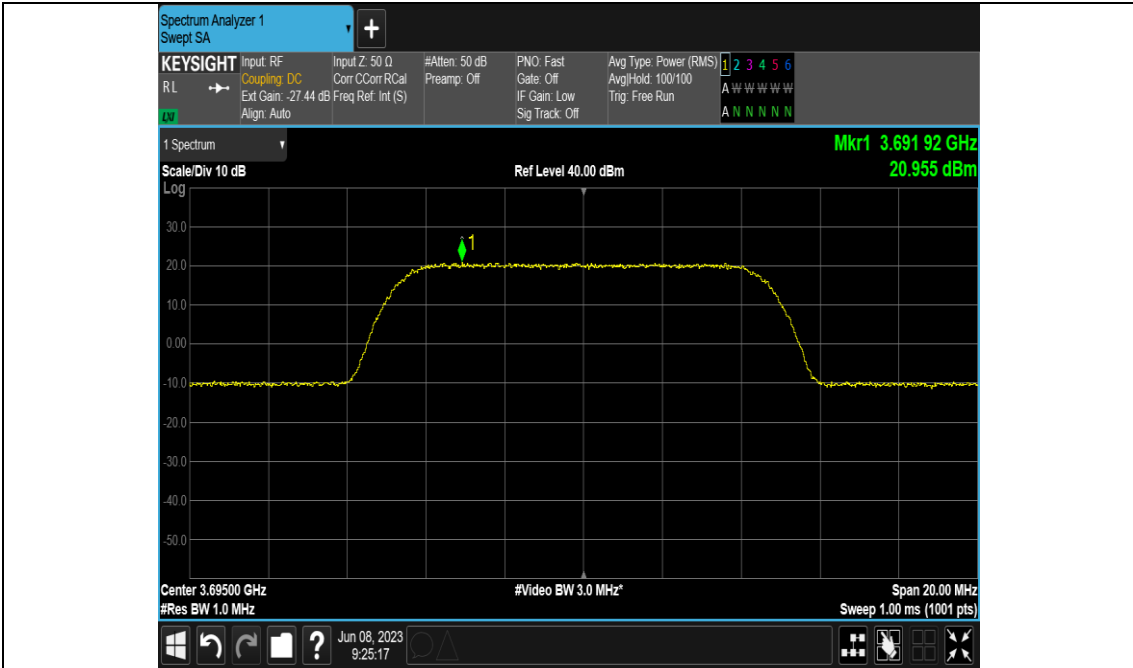 Spectrum Analyzer 1
Swept SA
+
KEYSIGHT
RL
LXI
Input: RF
Coupling: DC
Ext Gain: -27.44 dB
Align: Auto
Input Z: 50 Ω
Corr CCorr RCal
Freq Ref: Int (S)
#Atten: 50 dB
Preamp: Off
PNO: Fast
Gate: Off
IF Gain: Low
Sig Track: Off
Avg Type: Power (RMS)
Avg|Hold: 100/100
Trig: Free Run
1 2 3 4 5 6
A W W W W W
A N N N N N
1 Spectrum
Mkr1 3.691 92 GHz
20.955 dBm
Scale/Div 10 dB
Ref Level 40.00 dBm
Log
30.0
1
20.0
10.0
0.00
-10.0
-20.0
-30.0
-40.0
-50.0
Center 3.69500 GHz
#Video BW 3.0 MHz*
Span 20.00 MHz
#Res BW 1.0 MHz
Sweep 1.00 ms (1001 pts)
?
Jun 08, 2023
9:25:17